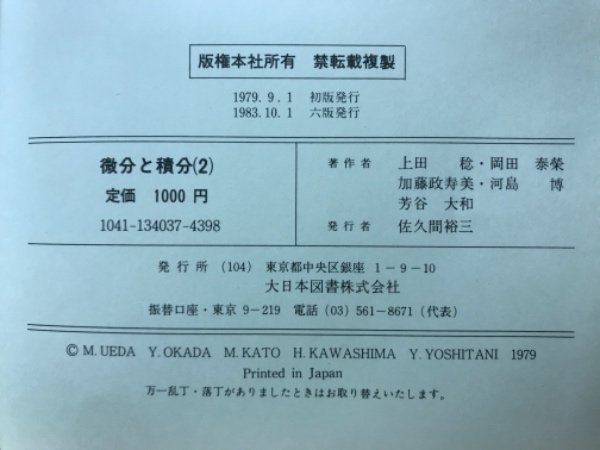 版権本社所有　禁転載複製
1979. 9. 1　初版発行
1983. 10. 1　六版発行
微分と積分(2)
定価　1000 円
1041-134037-4398
著作者　上田　稔・岡田　泰榮
加藤政寿美・河島　博
芳谷　大和
発行者　佐久間裕三
発行所（104）東京都中央区銀座　1－9－10
大日本図書株式会社
振替口座・東京 9－219　電話（03）561－8671（代表）
© M. UEDA　Y. OKADA　M. KATO　H. KAWASHIMA　Y. YOSHITANI　1979
Printed in Japan
万一乱丁・落丁がありましたときはお取り替えいたします。